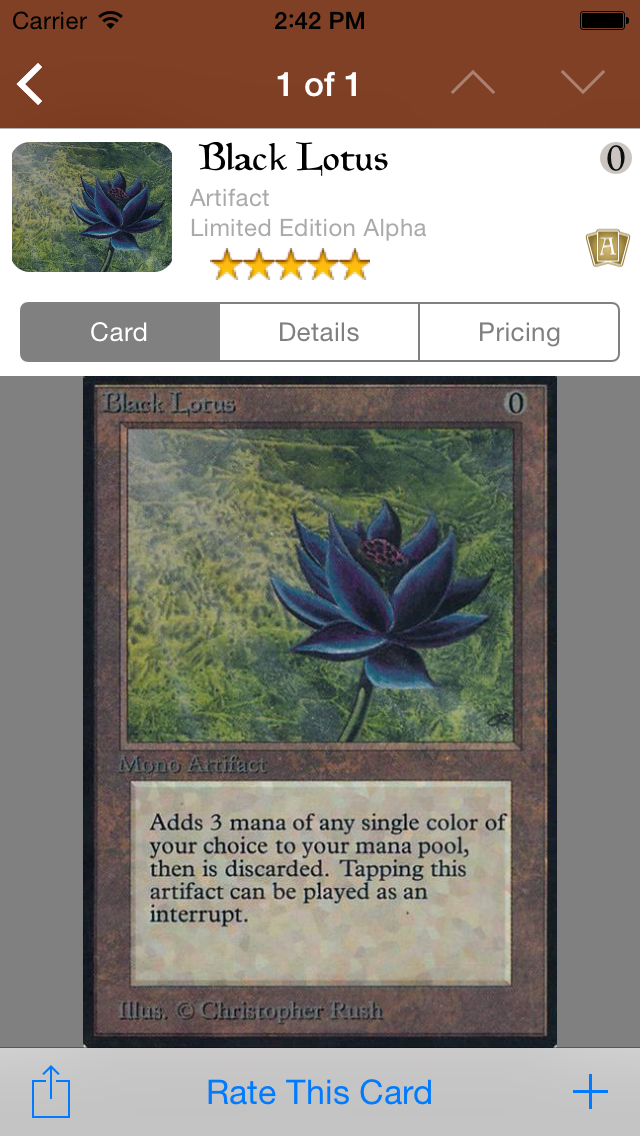 Carrier 2:42 PM
1 of 1
Black Lotus 0
Artifact
Limited Edition Alpha
A
Card Details Pricing
Black Lotus 0
Mono Artifact
Adds 3 mana of any single color of
your choice to your mana pool,
then is discarded. Tapping this
artifact can be played as an
interrupt.
Illus. © Christopher Rush
Rate This Card